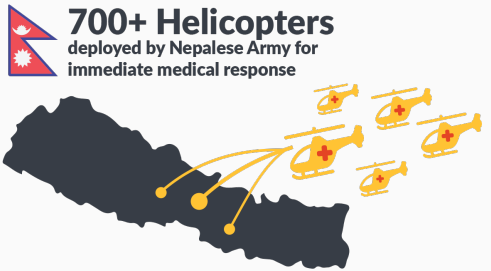 700+ Helicopters
deployed by Nepalese Army for
immediate medical response